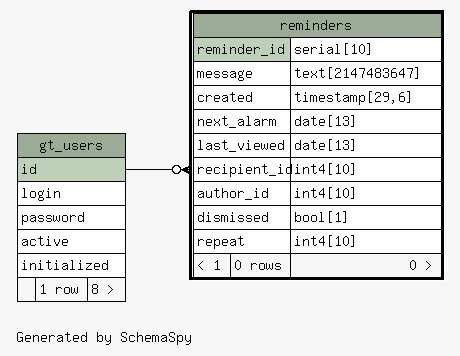 reminders
reminder_id serial[10]
message text[2147483647]
created timestamp[29,6]
next_alarm date[13]
last_viewed date[13]
recipient_id int4[10]
author_id int4[10]
dismissed bool[1]
repeat int4[10]
< 1 0 rows 0 >
gt_users
id
login
password
active
initialized
1 row 8 >
Generated by SchemaSpy